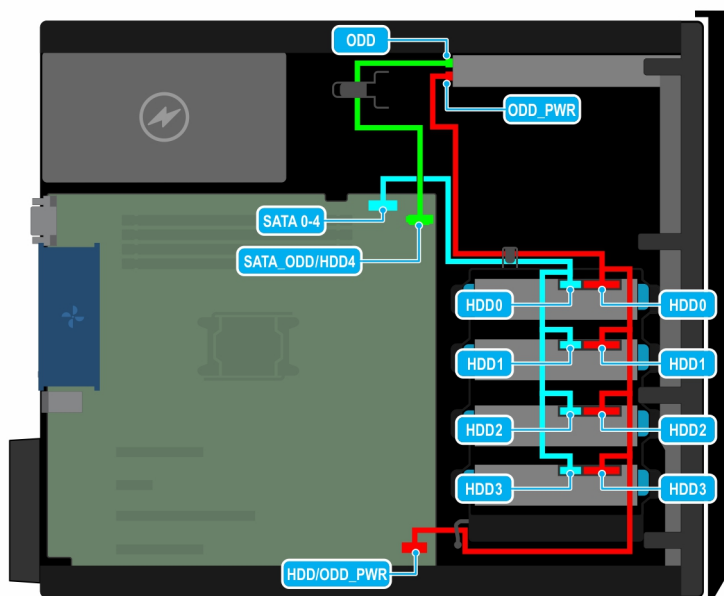 ODD
ODD_PWR
SATA 0-4
SATA_ODD/HDD4
HDD0
HDD0
HDD1
HDD1
HDD2
HDD2
HDD3
HDD3
HDD/ODD_PWR